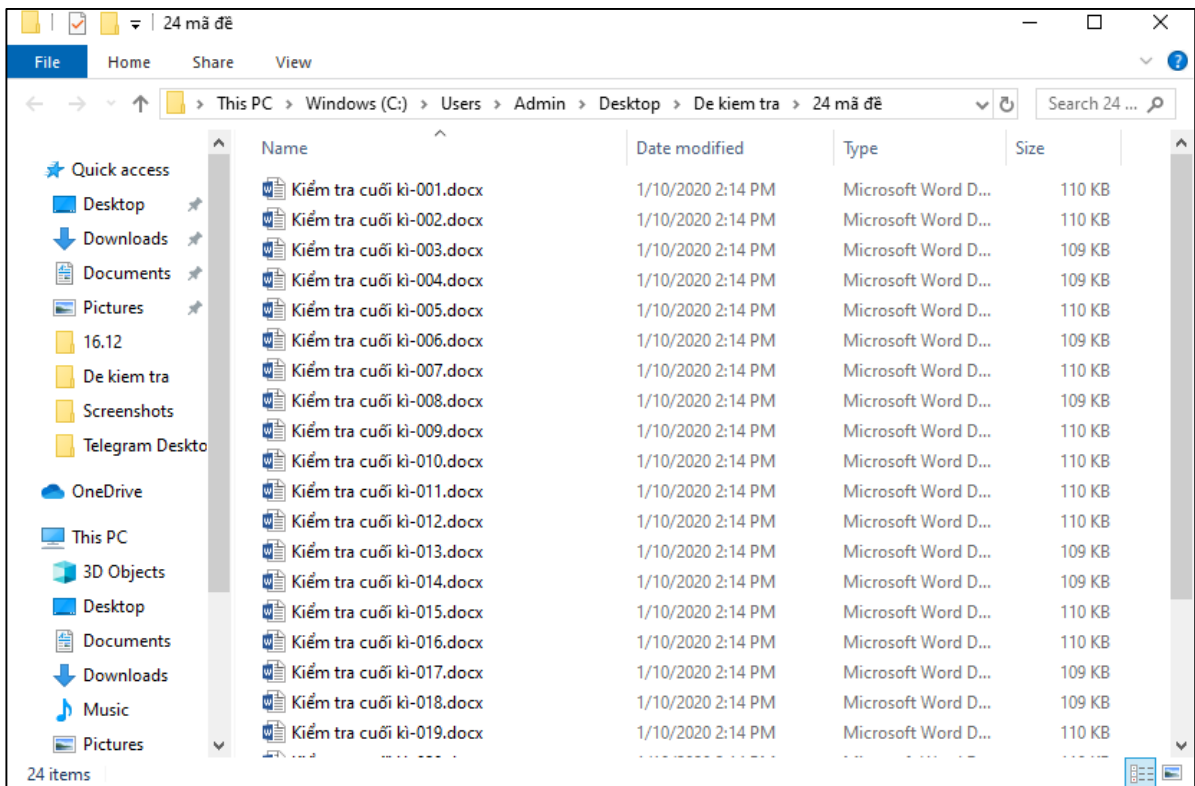 24 mã đề
File Home Share View
This PC > Windows (C:) > Users > Admin > Desktop > De kiem tra > 24 mã đề Search 24 ...
Quick access
Desktop
Downloads
Documents
Pictures
16.12
De kiem tra
Screenshots
Telegram Deskto
OneDrive
This PC
3D Objects
Desktop
Documents
Downloads
Music
Pictures
Name Date modified Type Size
Kiểm tra cuối kì-001.docx 1/10/2020 2:14 PM Microsoft Word D... 110 KB
Kiểm tra cuối kì-002.docx 1/10/2020 2:14 PM Microsoft Word D... 110 KB
Kiểm tra cuối kì-003.docx 1/10/2020 2:14 PM Microsoft Word D... 109 KB
Kiểm tra cuối kì-004.docx 1/10/2020 2:14 PM Microsoft Word D... 109 KB
Kiểm tra cuối kì-005.docx 1/10/2020 2:14 PM Microsoft Word D... 110 KB
Kiểm tra cuối kì-006.docx 1/10/2020 2:14 PM Microsoft Word D... 109 KB
Kiểm tra cuối kì-007.docx 1/10/2020 2:14 PM Microsoft Word D... 110 KB
Kiểm tra cuối kì-008.docx 1/10/2020 2:14 PM Microsoft Word D... 109 KB
Kiểm tra cuối kì-009.docx 1/10/2020 2:14 PM Microsoft Word D... 110 KB
Kiểm tra cuối kì-010.docx 1/10/2020 2:14 PM Microsoft Word D... 110 KB
Kiểm tra cuối kì-011.docx 1/10/2020 2:14 PM Microsoft Word D... 110 KB
Kiểm tra cuối kì-012.docx 1/10/2020 2:14 PM Microsoft Word D... 110 KB
Kiểm tra cuối kì-013.docx 1/10/2020 2:14 PM Microsoft Word D... 109 KB
Kiểm tra cuối kì-014.docx 1/10/2020 2:14 PM Microsoft Word D... 109 KB
Kiểm tra cuối kì-015.docx 1/10/2020 2:14 PM Microsoft Word D... 110 KB
Kiểm tra cuối kì-016.docx 1/10/2020 2:14 PM Microsoft Word D... 110 KB
Kiểm tra cuối kì-017.docx 1/10/2020 2:14 PM Microsoft Word D... 109 KB
Kiểm tra cuối kì-018.docx 1/10/2020 2:14 PM Microsoft Word D... 109 KB
Kiểm tra cuối kì-019.docx 1/10/2020 2:14 PM Microsoft Word D... 110 KB
24 items